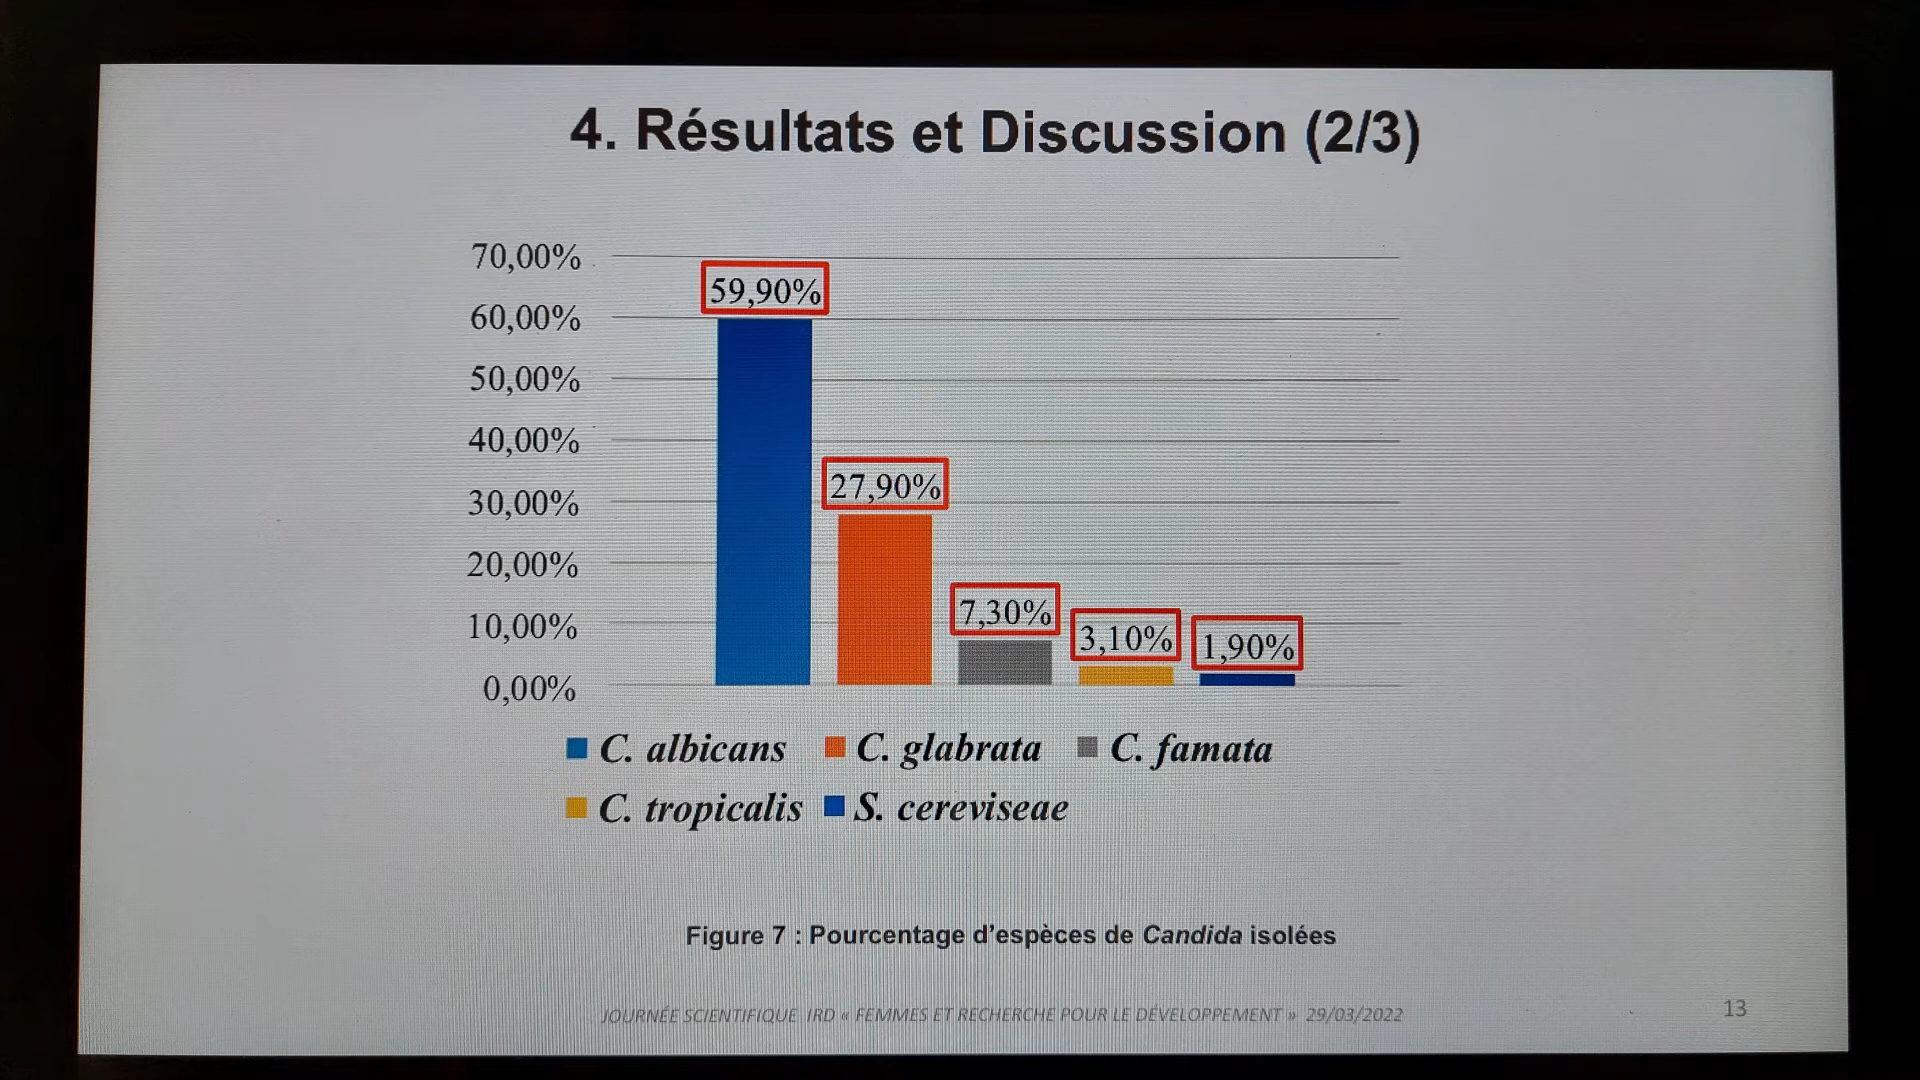 4. Résultats et Discussion (2/3)
70,00%
60,00%
50,00%
40,00%
30,00%
20,00%
10,00%
0,00%
59,90%
27,90%
7,30%
3,10%
1,90%
C. albicans C. glabrata C. famata
C. tropicalis S. cereviseae
Figure 7 : Pourcentage d'espèces de Candida isolées
JOURNÉE SCIENTIFIQUE IRD « FEMMES ET RECHERCHE POUR LE DÉVELOPPEMENT » 29/03/2022
13